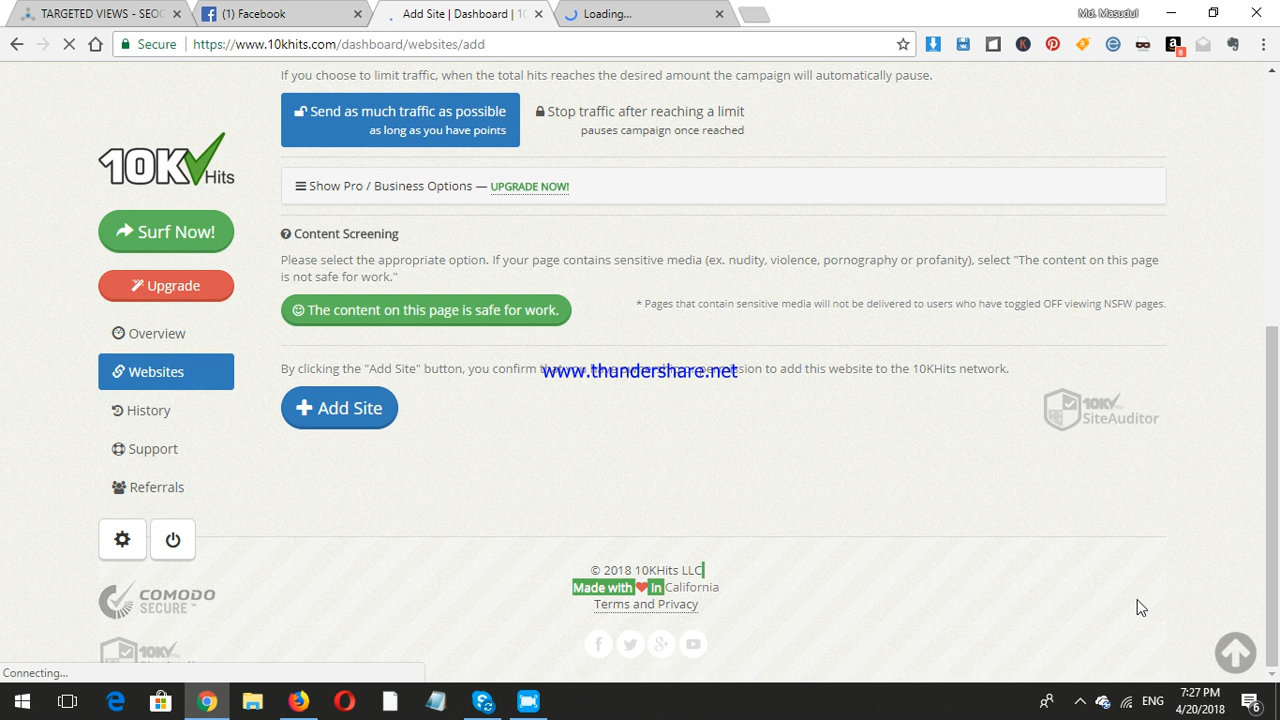 TARGETED VIEWS - SEOC
(1) Facebook
Add Site | Dashboard | 10
Loading...
Md. Masudul
Secure
https://www.10khits.com/dashboard/websites/add
If you choose to limit traffic, when the total hits reaches the desired amount the campaign will automatically pause.
Send as much traffic as possible
as long as you have points
Stop traffic after reaching a limit
pauses campaign once reached
10K Hits
Show Pro / Business Options — UPGRADE NOW!
Surf Now!
Content Screening
Please select the appropriate option. If your page contains sensitive media (ex. nudity, violence, pornography or profanity), select "The content on this page
is not safe for work."
Upgrade
The content on this page is safe for work.
* Pages that contain sensitive media will not be delivered to users who have toggled OFF viewing NSFW pages.
Overview
Websites
By clicking the "Add Site" button, you confirm
permission to add this website to the 10KHits network.
www.thundershare.net
Add Site
10K Hits
SiteAuditor
History
Support
Referrals
© 2018 10KHits LLC
Made with in California
Terms and Privacy
COMODO
SECURE™
10K
Connecting...
ENG
7:27 PM
4/20/2018
6